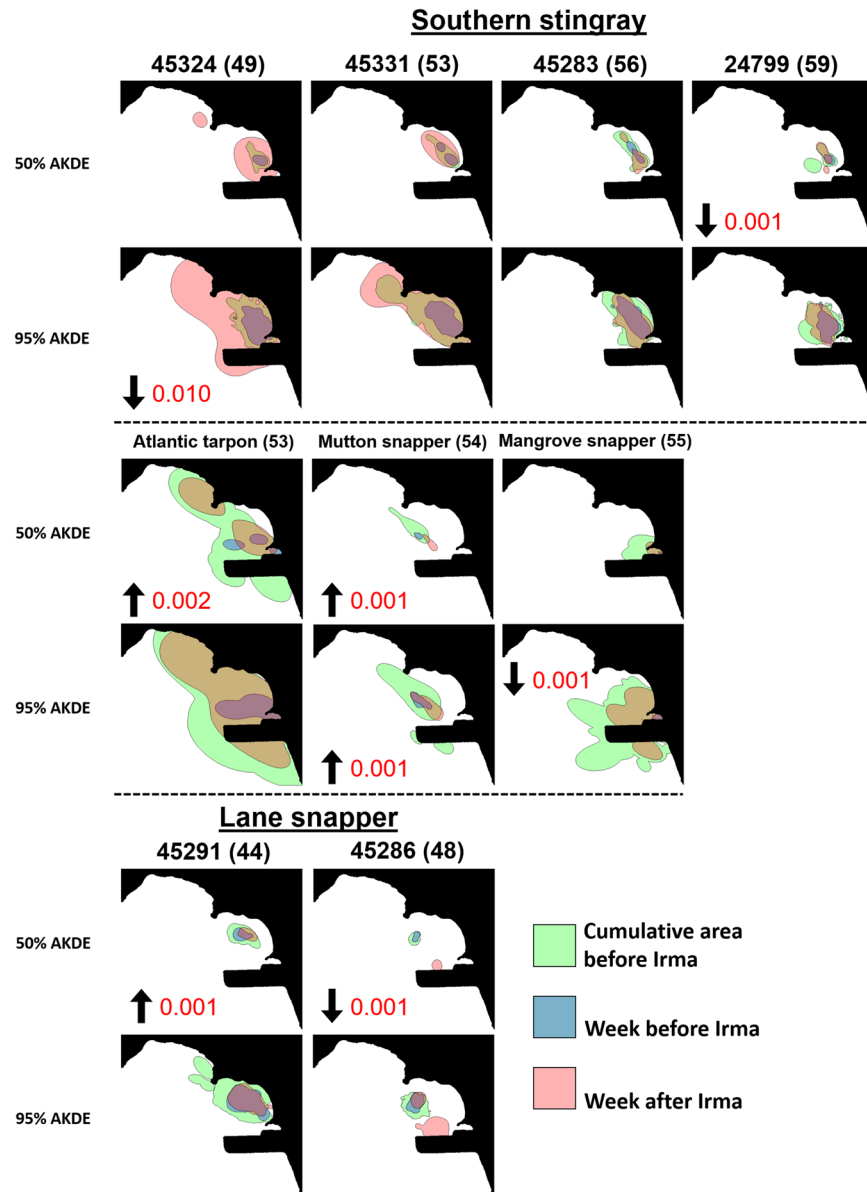 Southern stingray
45324 (49) 45331 (53) 45283 (56) 24799 (59)
50% AKDE
0.001
95% AKDE
0.010
Atlantic tarpon (53) Mutton snapper (54) Mangrove snapper (55)
50% AKDE
0.002 0.001
95% AKDE
0.001
0.001
Lane snapper
45291 (44) 45286 (48)
50% AKDE
0.001 0.001
95% AKDE
Cumulative area
before Irma
Week before Irma
Week after Irma